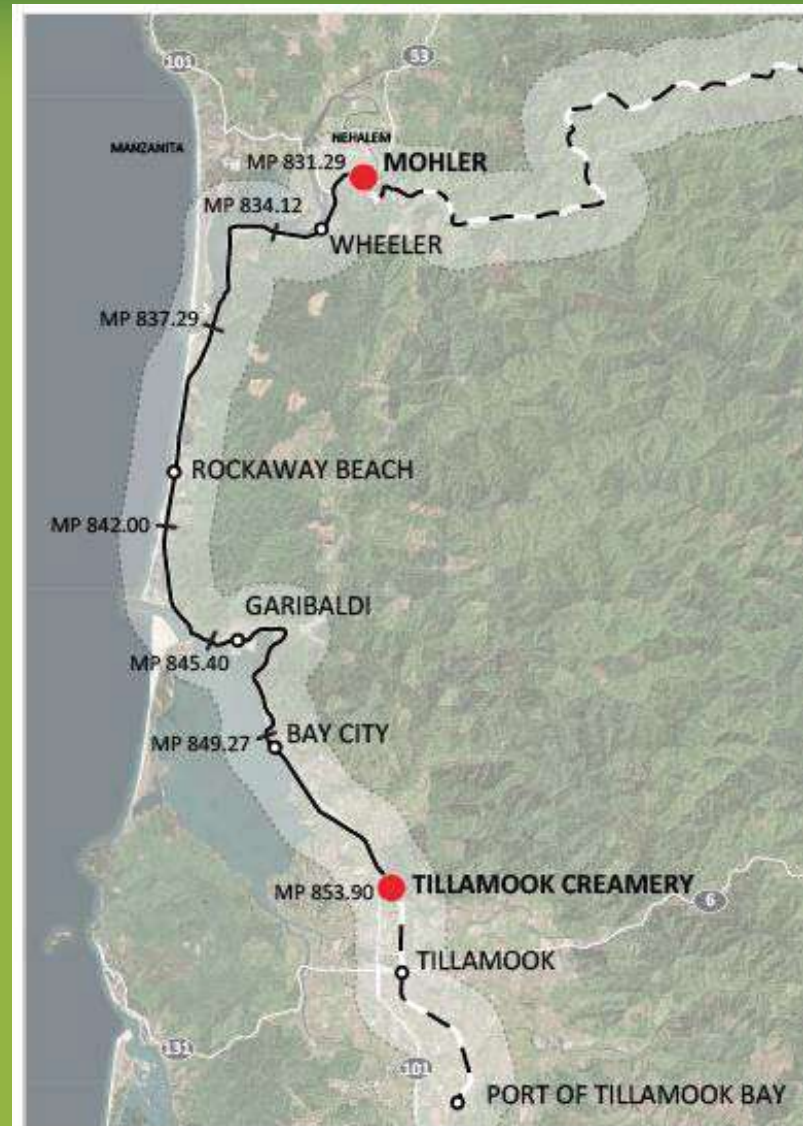 101
53
NEHALEM
MANZANITA
MP 831.29
MOHLER
MP 834.12
WHEELER
MP 837.29
ROCKAWAY BEACH
MP 842.00
GARIBALDI
MP 845.40
BAY CITY
MP 849.27
TILLAMOOK CREAMERY
MP 853.90
6
TILLAMOOK
131
101
PORT OF TILLAMOOK BAY